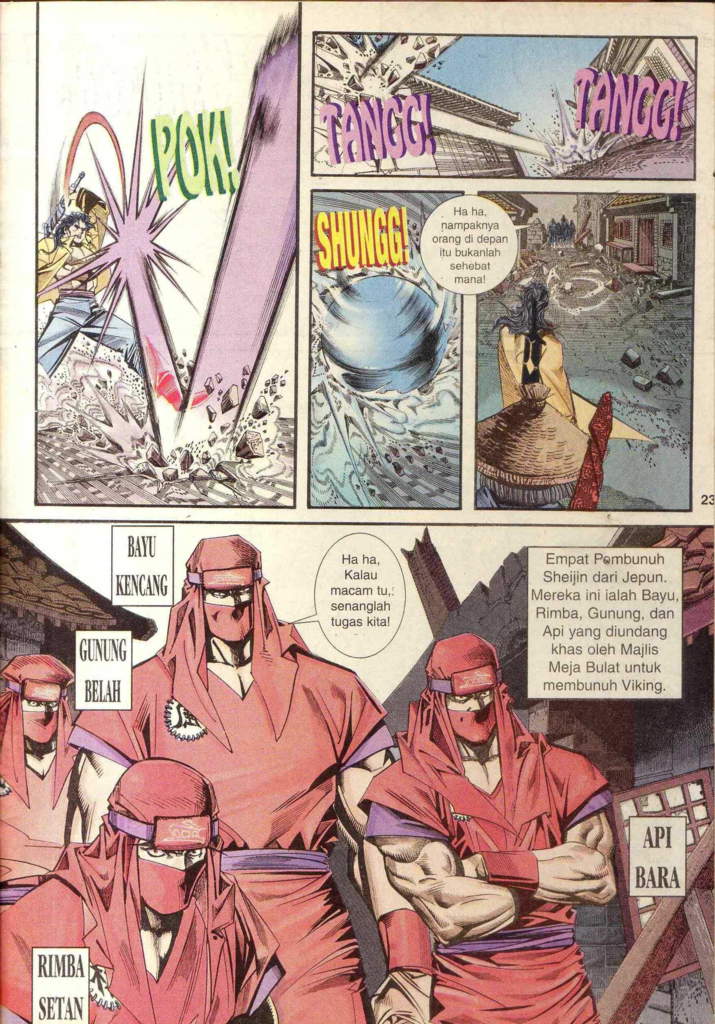 POK!
TANGG!
TANGG!
SHUNGG!
Ha ha,
nampaknya
orang di depan
itu bukanlah
sehebat
mana!
23
BAYU
KENCANG
Ha ha,
Kalau
macam tu,
senanglah
tugas kita!
Empat Pembunuh
Sheijin dari Jepun.
Mereka ini ialah Bayu,
Rimba, Gunung, dan
Api yang diundang
khas oleh Majlis
Meja Bulat untuk
membunuh Viking.
GUNUNG
BELAH
API
BARA
RIMBA
SETAN